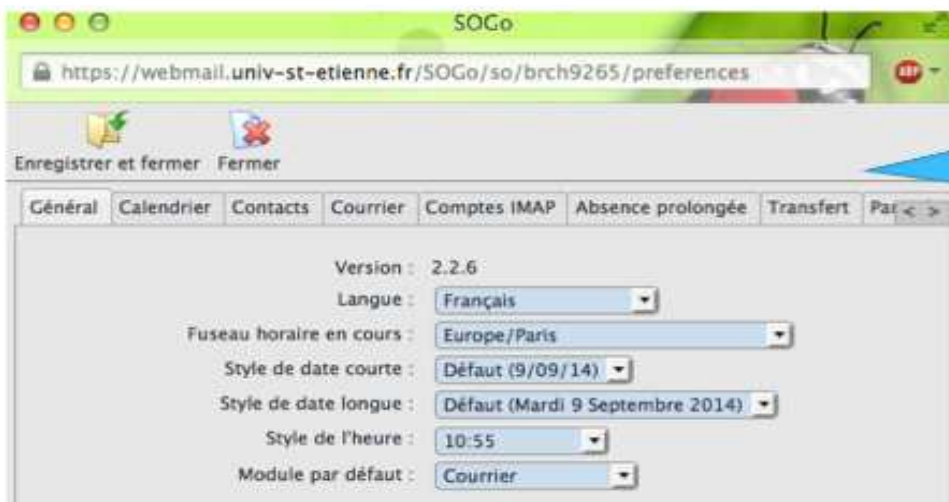 SOGo
https://webmail.univ-st-etienne.fr/SOGo/so/brch9265/preferences
ABP
Enregistrer et fermer Fermer
Général Calendrier Contacts Courrier Comptes IMAP Absence prolongée Transfert
Version : 2.2.6
Langue : Français
Fuseau horaire en cours : Europe/Paris
Style de date courte : Défaut (9/09/14)
Style de date longue : Défaut (Mardi 9 Septembre 2014)
Style de l'heure : 10:55
Module par défaut : Courrier